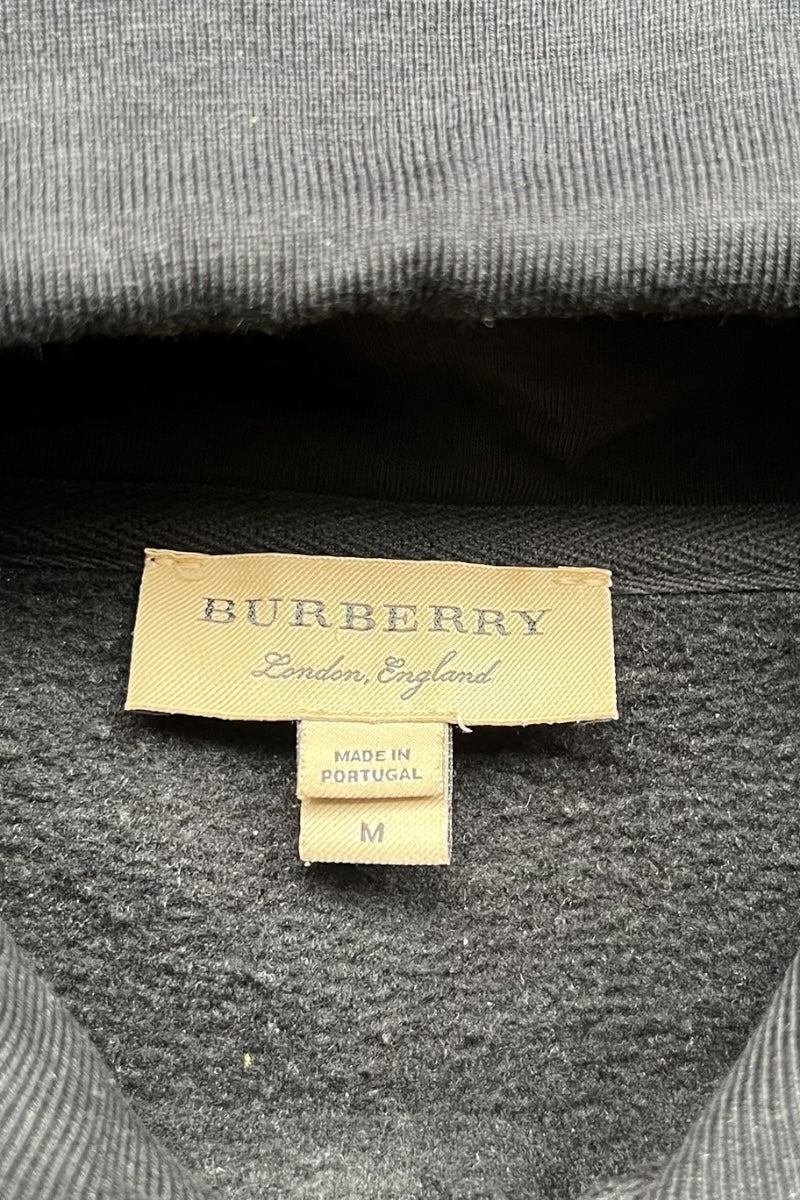 BURBERRY
London, England
MADE IN
PORTUGAL
M